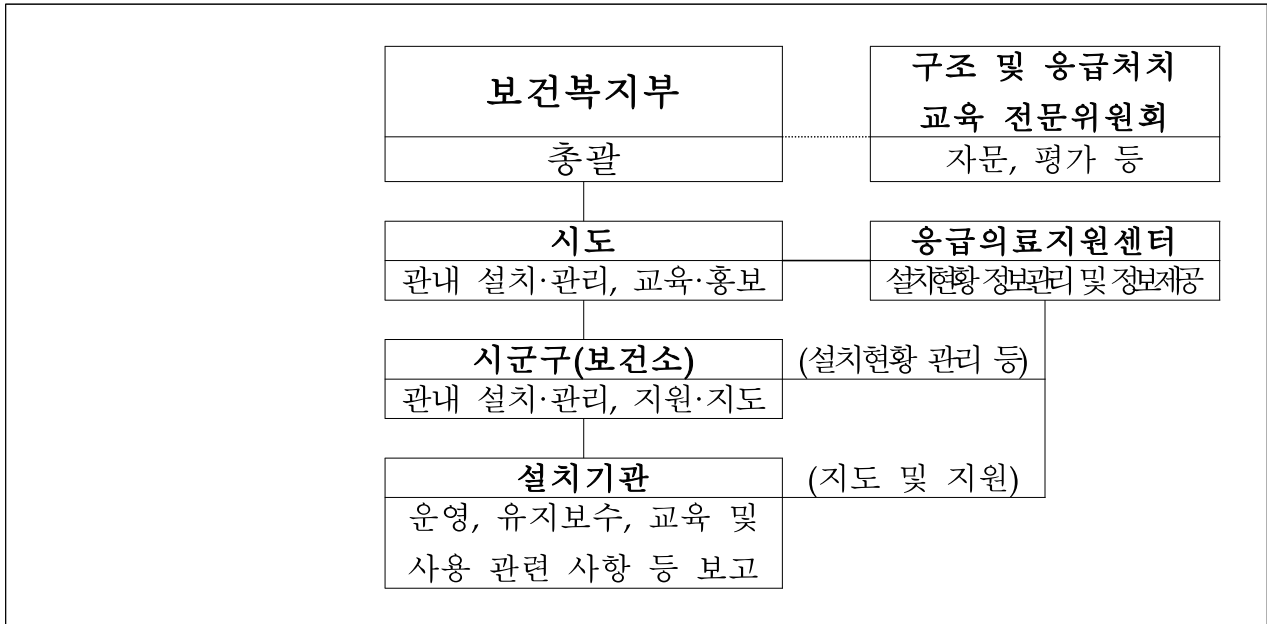 보건복지부
총괄
구조 및 응급처치
교육 전문위원회
자문, 평가 등
시도
관내 설치·관리, 교육·홍보
응급의료지원센터
설치현황 정보관리 및 정보제공
시군구(보건소)
관내 설치·관리, 지원·지도
(설치현황 관리 등)
설치기관
운영, 유지보수, 교육 및
사용 관련 사항 등 보고
(지도 및 지원)